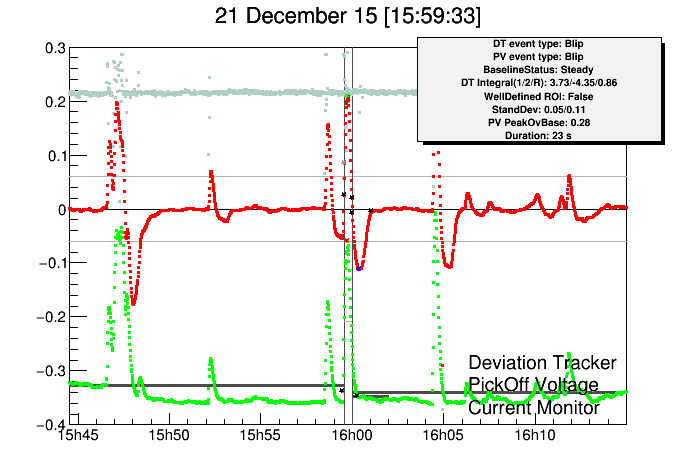 21 December 15 [15:59:33]
DT event type: Blip
PV event type: Blip
BaselineStatus: Steady
DT Integral(1/2/R): 3.73/-4.35/0.86
WellDefined ROI: False
StandDev: 0.05/0.11
PV PeakOvBase: 0.28
Duration: 23 s
0.3
0.2
0.1
0
−0.1
−0.2
−0.3
−0.4
Deviation Tracker
PickOff Voltage
Current Monitor
15h45 15h50 15h55 16h00 16h05 16h10